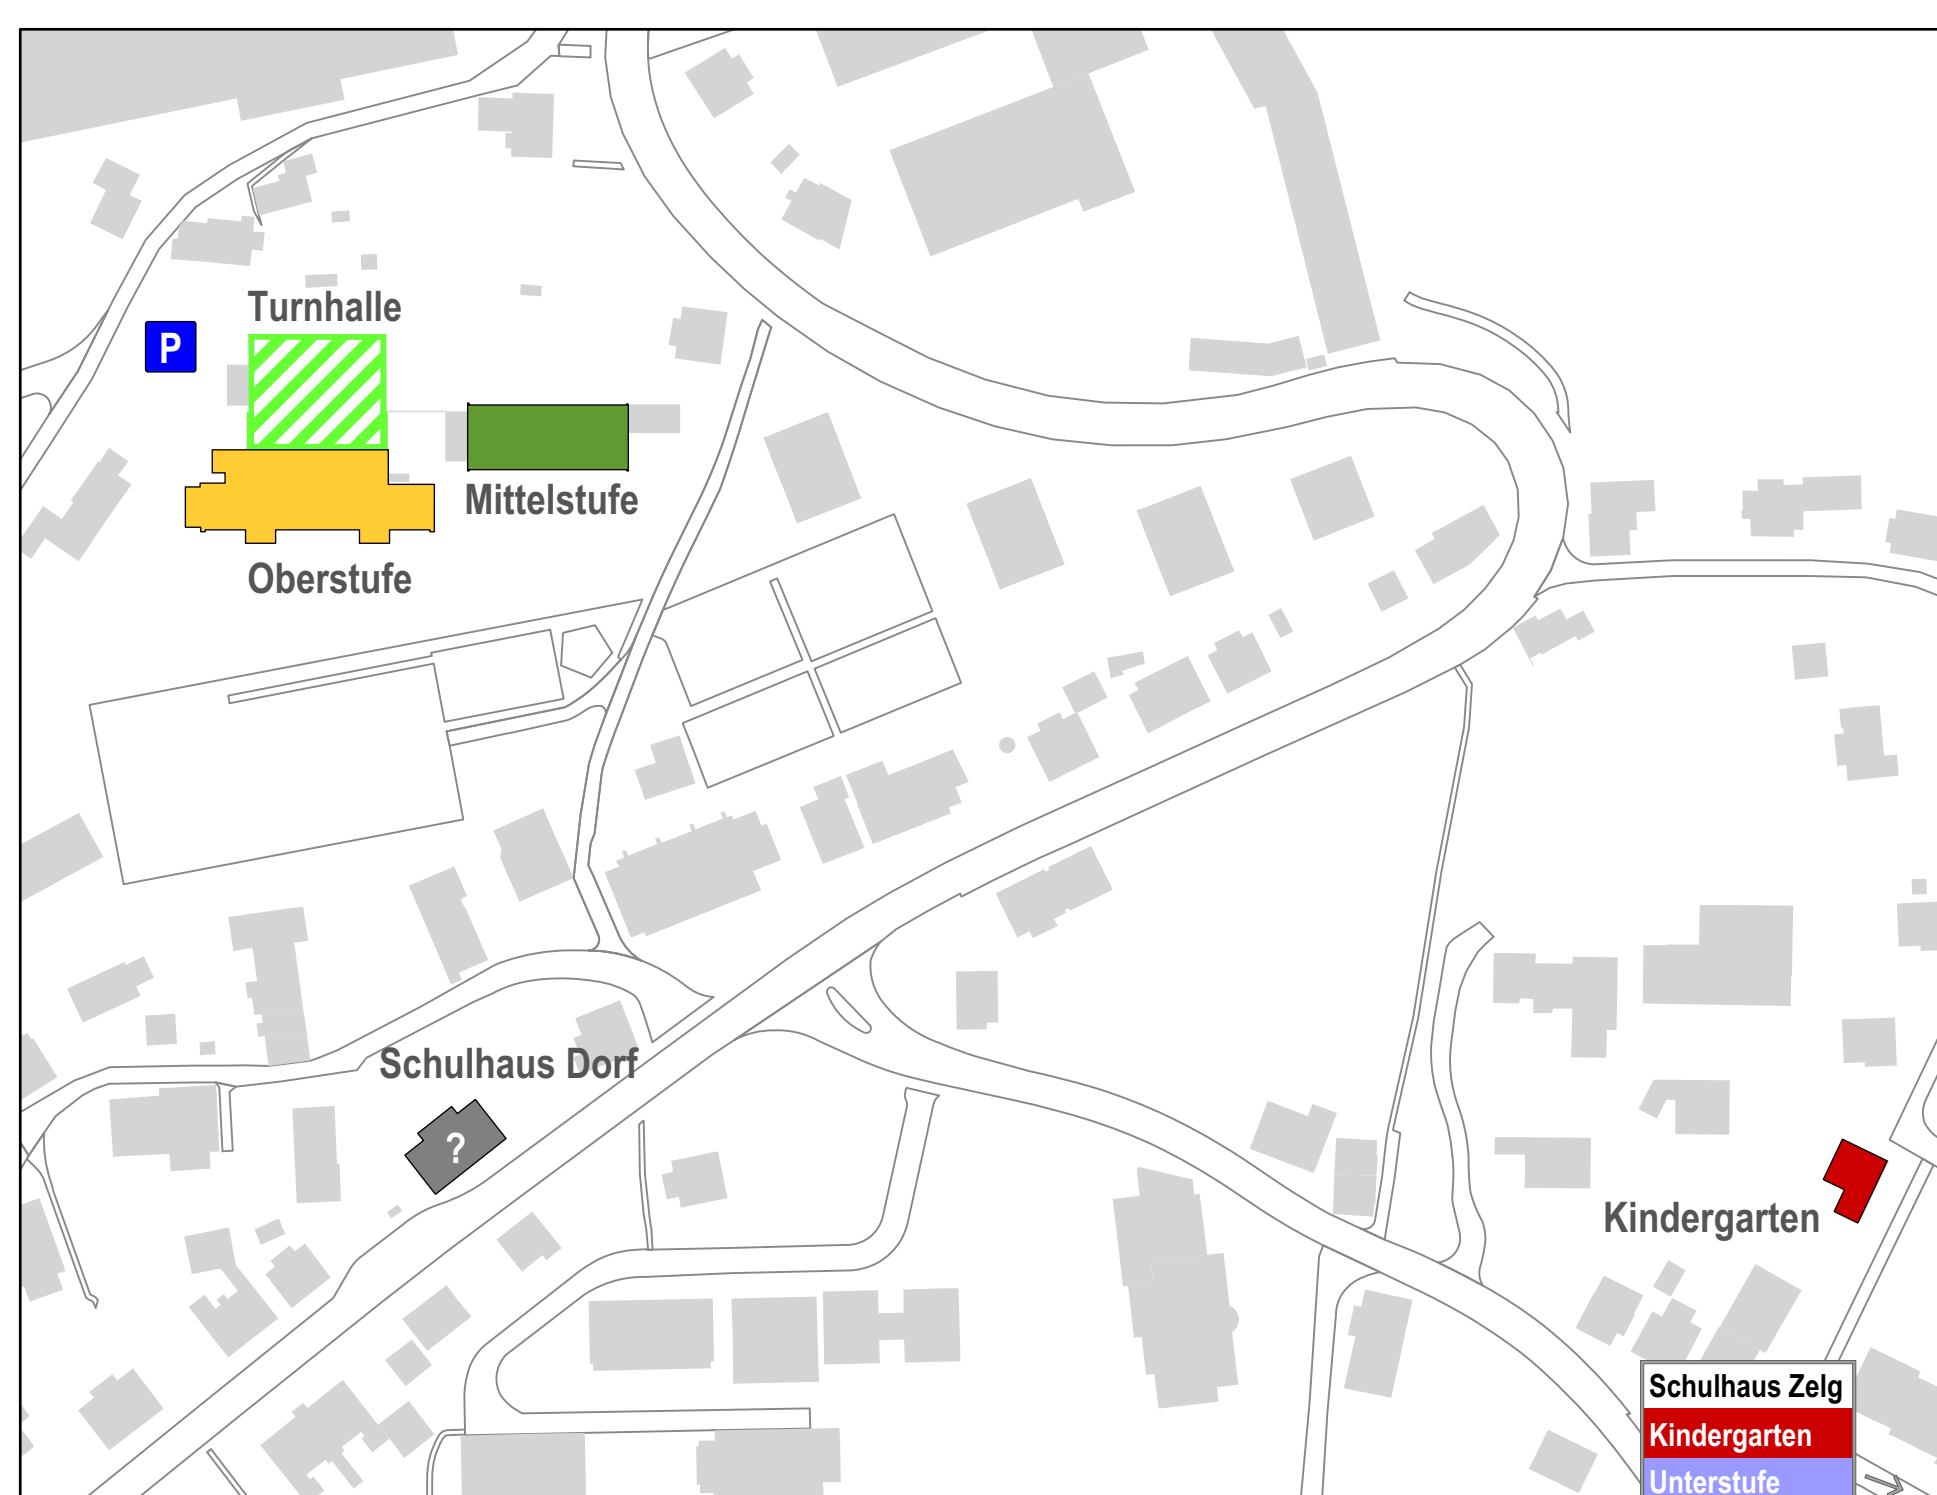 Turnhalle
P
Mittelstufe
Oberstufe
Schulhaus Dorf
?
Kindergarten
Schulhaus Zelg
Kindergarten
Unterstufe